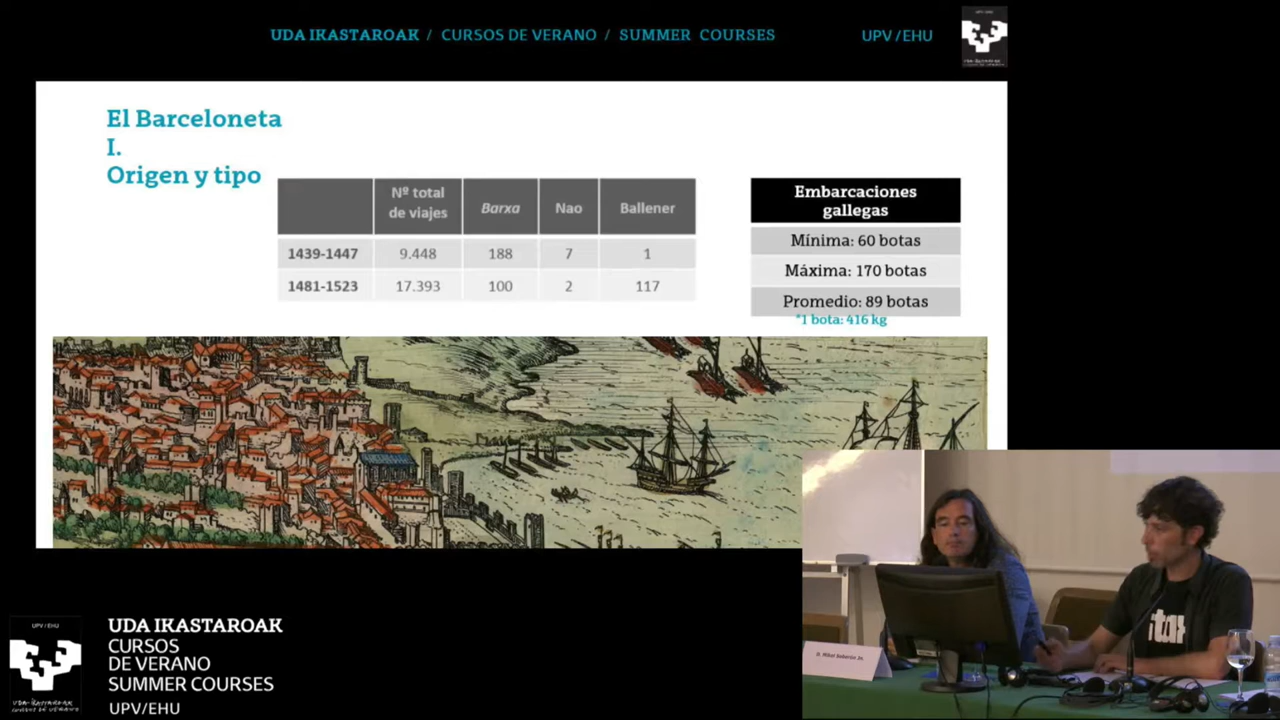 UDA IKASTAROAK / CURSOS DE VERANO / SUMMER COURSES
UPV / EHU
El Barceloneta
I.
Origen y tipo
Nº total de viajes Barxa Nao Ballener
1439-1447 9.448 188 7 1
1481-1523 17.393 100 2 117
Embarcaciones
gallegas
Mínima: 60 botas
Máxima: 170 botas
Promedio: 89 botas
*1 bota: 416 kg
UPV / EHU
UDA IKASTAROAK
CURSOS
DE VERANO
SUMMER COURSES
UPV/EHU